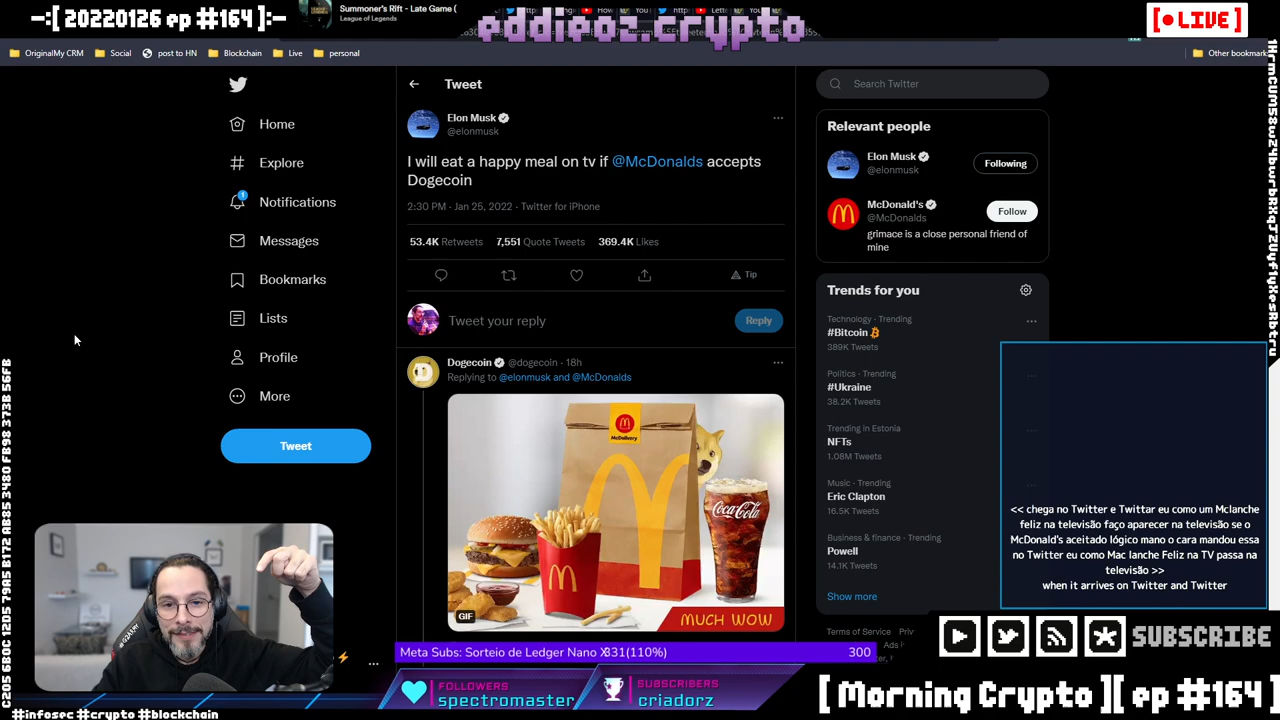 —:[ 20220126 ep #164 ]:—
Summoner's Rift - Late Game (
League of Legends
eddieoz.crypto
[● LIVE ]
OriginalMy CRM
Social
post to HN
Blockchain
Live
personal
Other bookmark
Home
Explore
Notifications
1
Messages
Bookmarks
Lists
Profile
More
Tweet
Tweet
Elon Musk
@elonmusk
I will eat a happy meal on tv if @McDonalds accepts
Dogecoin
2:30 PM · Jan 25, 2022 · Twitter for iPhone
53.4K Retweets 7,551 Quote Tweets 369.4K Likes
Tip
Tweet your reply
Reply
Dogecoin @dogecoin · 18h
Replying to @elonmusk and @McDonalds
McDelivery
Coca-Cola
GIF
MUCH WOW
Search Twitter
Relevant people
Elon Musk
@elonmusk
Following
McDonald's
@McDonalds
Follow
grimace is a close personal friend of
mine
Trends for you
Technology · Trending
#Bitcoin
389K Tweets
Politics · Trending
#Ukraine
38.2K Tweets
Trending in Estonia
NFTs
1.08M Tweets
Music · Trending
Eric Clapton
16.5K Tweets
Business & finance · Trending
Powell
14.1K Tweets
Show more
Terms of Service Priv
Ads i
<< chega no Twitter e Twittar eu como um Mclanche
feliz na televisão faço aparecer na televisão se o
McDonald's aceitado lógico mano o cara mandou essa
no Twitter eu como Mac lanche Feliz na TV passa na
televisão >>
when it arrives on Twitter and Twitter
SUBSCRIBE
Meta Subs: Sorteio de Ledger Nano X
331(110%)
300
FOLLOWERS
spectromaster
SUBSCRIBERS
criadorz
[ Morning Crypto ][ ep #164 ]
#infosec #crypto #blockchain